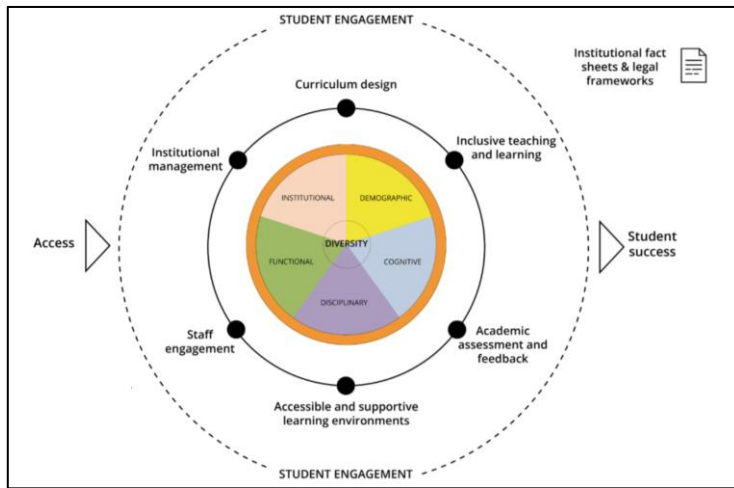 STUDENT ENGAGEMENT
Institutional fact
sheets & legal
frameworks
Curriculum design
Institutional
management
Inclusive teaching
and learning
INSTITUTIONAL
DEMOGRAPHIC
Access
DIVERSITY
Student
success
FUNCTIONAL
COGNITIVE
DISCIPLINARY
Staff
engagement
Academic
assessment and
feedback
Accessible and supportive
learning environments
STUDENT ENGAGEMENT